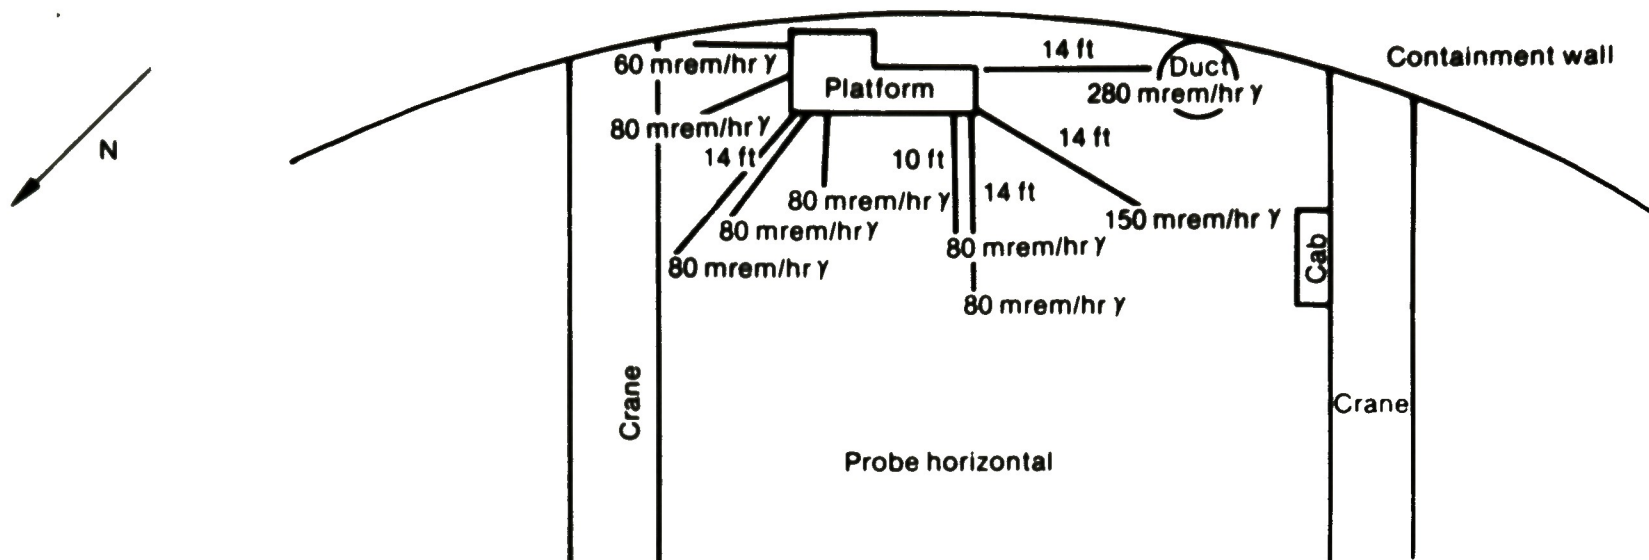 14 ft
Containment wall
60 mrem/hr γ
Duct
Platform
280 mrem/hr γ
80 mrem/hr γ
14 ft
N
14 ft
10 ft
80 mrem/hr γ
14 ft
150 mrem/hr γ
80 mrem/hr γ
80 mrem/hr γ
Cab
80 mrem/hr γ
80 mrem/hr γ
Crane
Crane
Probe horizontal